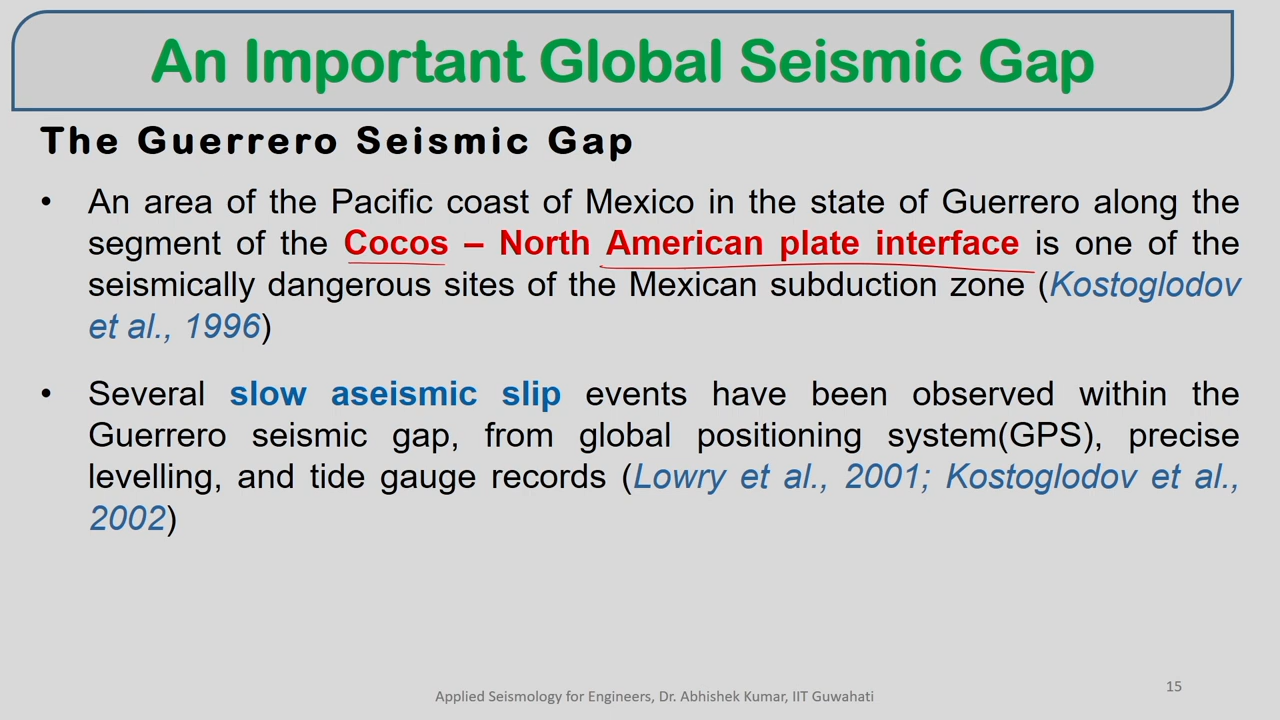 An Important Global Seismic Gap
The Guerrero Seismic Gap
• An area of the Pacific coast of Mexico in the state of Guerrero along the
segment of the Cocos – North American plate interface is one of the
seismically dangerous sites of the Mexican subduction zone (Kostoglodov
et al., 1996)
• Several slow aseismic slip events have been observed within the
Guerrero seismic gap, from global positioning system(GPS), precise
levelling, and tide gauge records (Lowry et al., 2001; Kostoglodov et al.,
2002)
Applied Seismology for Engineers, Dr. Abhishek Kumar, IIT Guwahati
15